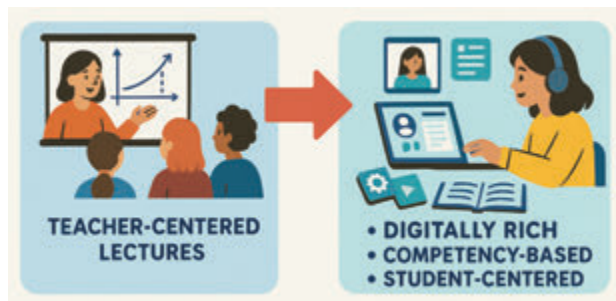 TEACHER-CENTERED
LECTURES
• DIGITALLY RICH
• COMPETENCY-BASED
• STUDENT-CENTERED